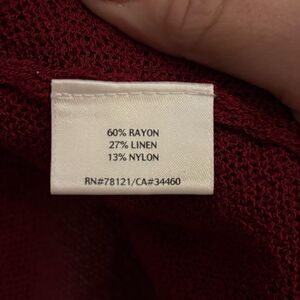 60% RAYON
27% LINEN
13% NYLON
RN#78121/CA#34460